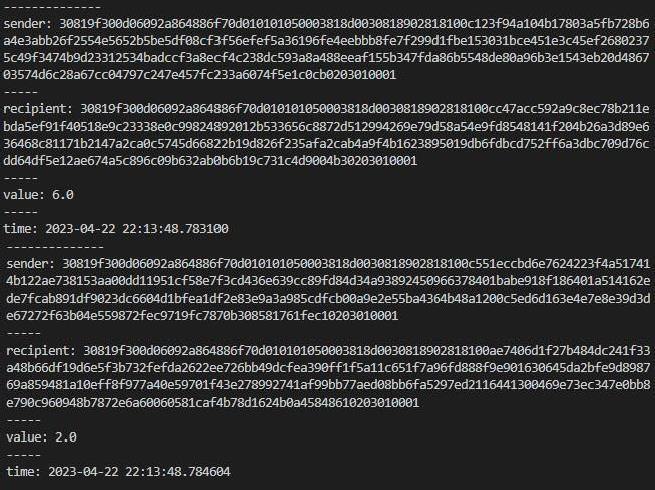 --------------
sender: 30819f300d06092a864886f70d010101050003818d0030818902818100c123f94a104b17803a5fb728b6
a4e3abb26f2554e5652b5be5df08cf3f56efef5a36196fe4eebbb8fe7f299d1fbe153031bce451e3c45ef2680237
5c49f3474b9d23312534badccf3a8ecf4c238dc593a8a488eeaf155b347fda86b5548de80a96b3e1543eb20d4867
03574d6c28a67cc04797c247e457fc233a6074f5e1c0cb0203010001
-----
recipient: 30819f300d06092a864886f70d010101050003818d0030818902818100cc47acc592a9c8ec78b211e
bda5ef91f40518e9c23338e0c99824892012b533656c8872d512994269e79d58a54e9fd8548141f204b26a3d89e6
36468c81171b2147a2ca0c5745d66822b19d826f235afa2cab4a9f4b1623895019db6fdbcd752ff6a3dbc709d76c
dd64df5e12ae674a5c896c09b632ab0b6b19c731c4d9004b30203010001
-----
value: 6.0
-----
time: 2023-04-22 22:13:48.783100
--------------
sender: 30819f300d06092a864886f70d010101050003818d0030818902818100c551eccbd6e7624223f4a51741
4b122ae738153aa00dd11951cf58e7f3cd436e639cc89fd84d34a93892450966378401babe918f186401a514162e
de7fcab891df9023dc6604d1bfea1df2e83e9a3a985cdfcb00a9e2e55ba4364b48a1200c5ed6d163e4e7e8e39d3d
e67272f63b04e559872fec9719fc7870b308581761fec10203010001
-----
recipient: 30819f300d06092a864886f70d010101050003818d0030818902818100ae7406d1f27b484dc241f33
a48b66df19d6e5f3b732fefda2622ee726bb49dcfea390ff1f5a11c651f7a96fd888f9e901630645da2bfe9d8987
69a859481a10eff8f977a40e59701f43e278992741af99bb77aed08bb6fa5297ed2116441300469e73ec347e0bb8
e790c960948b7872e6a60060581caf4b78d1624b0a45848610203010001
-----
value: 2.0
-----
time: 2023-04-22 22:13:48.784604